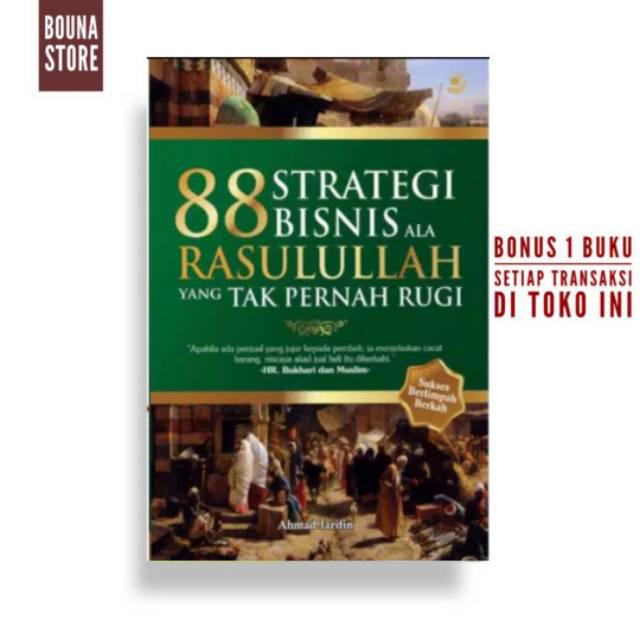 BOUNA
STORE
88 STRATEGI
BISNIS ALA
RASULULLAH
YANG TAK PERNAH RUGI
"Apabila ada penjual yang jujur kepada pembeli; ia menjelaskan cacat
barang, niscaya akad jual beli itu diberkahi."
-HR. Bukhari dan Muslim-
Sukses
Berlimpah
Berkah
Ahmad Jarifin
BONUS 1 BUKU
SETIAP TRANSAKSI
DI TOKO INI